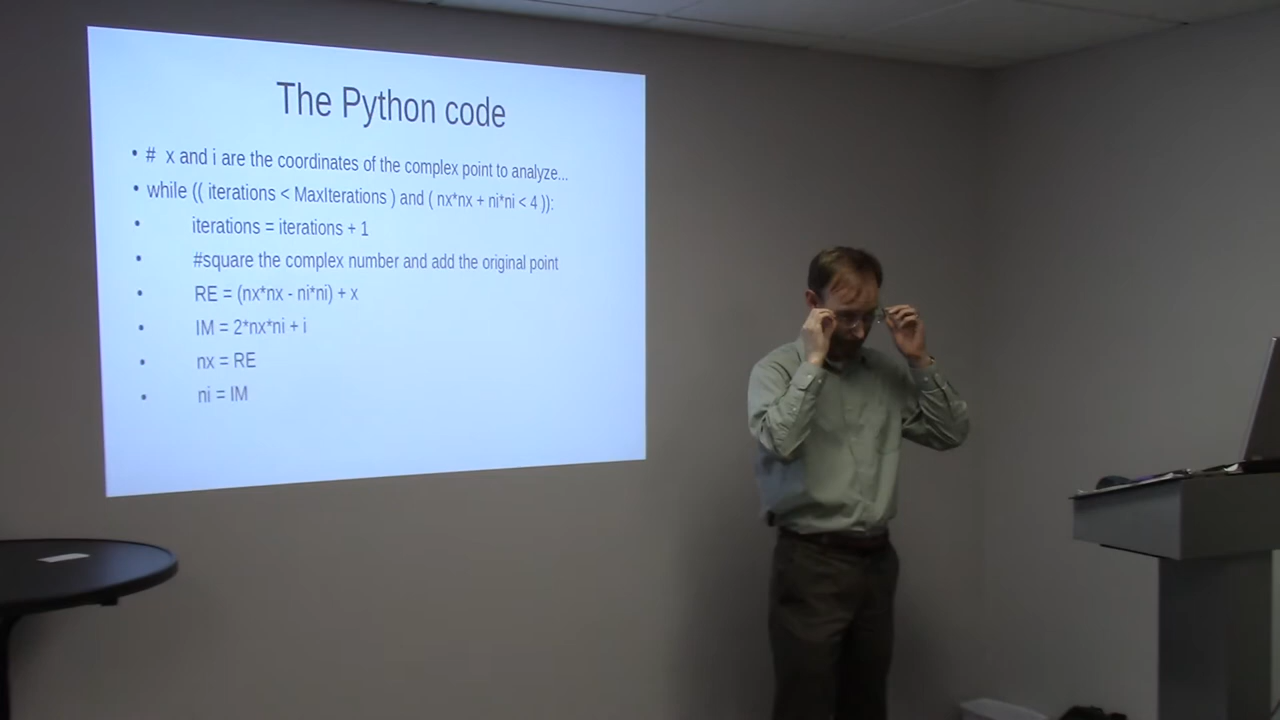 The Python code
• # x and i are the coordinates of the complex point to analyze...
• while (( iterations < MaxIterations ) and ( nx*nx + ni*ni < 4 )):
• iterations = iterations + 1
• #square the complex number and add the original point
• RE = (nx*nx - ni*ni) + x
• IM = 2*nx*ni + i
• nx = RE
• ni = IM